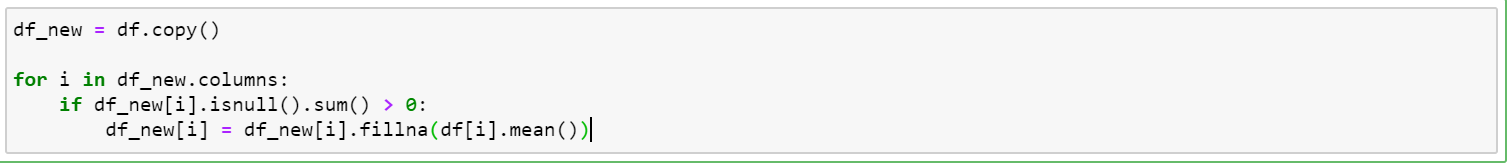 df_new = df.copy()
for i in df_new.columns:
    if df_new[i].isnull().sum() > 0:
        df_new[i] = df_new[i].fillna(df[i].mean())